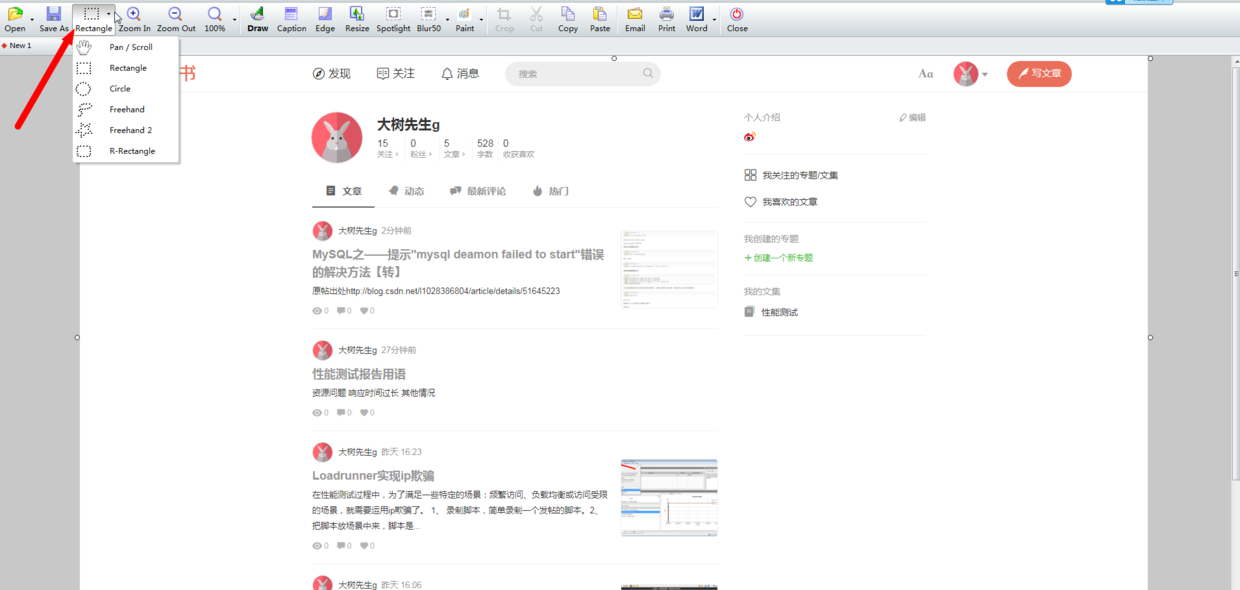 Open
Save As
Rectangle
Zoom In
Zoom Out
100%
Draw
Caption
Edge
Resize
Spotlight
Blur50
Paint
Crop
Cut
Copy
Paste
Email
Print
Word
Close
New 1
Pan / Scroll
Rectangle
Circle
Freehand
Freehand 2
R-Rectangle
书
发现
关注
消息
搜索
Aa
写文章
大树先生g
15 0 5 528 0
关注 › 粉丝 › 文章 › 字数 收获喜欢
文章 动态 最新评论 热门
大树先生g 2分钟前
MySQL之——提示"mysql deamon failed to start"错误
的解决方法【转】
原帖出处http://blog.csdn.net/l1028386804/article/details/51645223
0 0 0
大树先生g 27分钟前
性能测试报告用语
资源问题 响应时间过长 其他情况
0 0 0
大树先生g 昨天 16:23
Loadrunner实现ip欺骗
在性能测试过程中，为了满足一些特定的场景：频繁访问、负载均衡或访问受限
的场景，就需要运用ip欺骗了。 1、 录制脚本，简单录制一个发帖的脚本。2、
把脚本放场景中来，脚本是...
0 0 0
大树先生g 昨天 16:06
个人介绍
编辑
我关注的专题/文集
我喜欢的文章
我创建的专题
+ 创建一个新专题
我的文集
性能测试